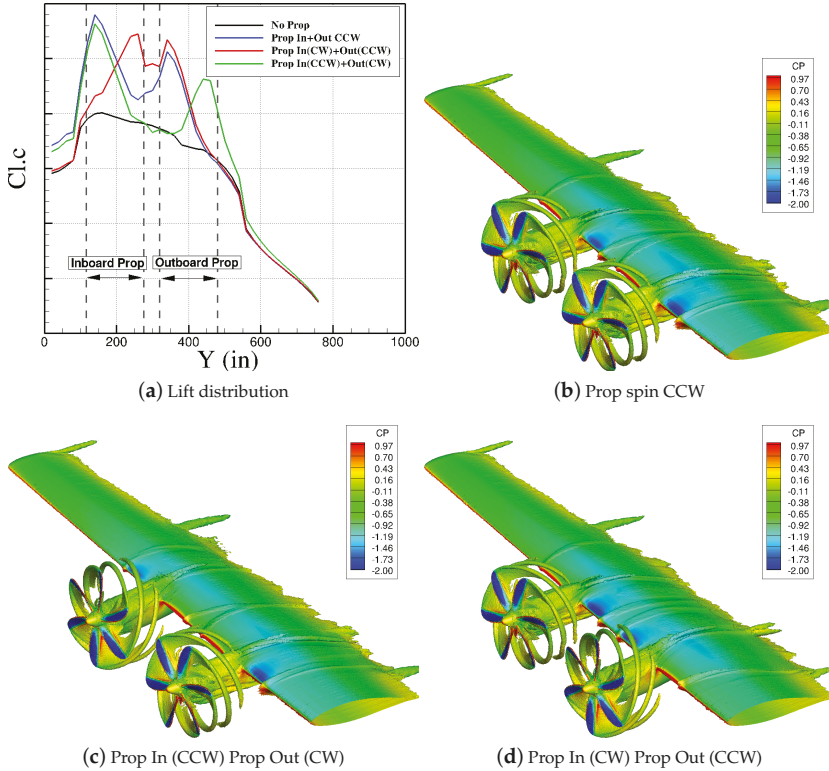 No Prop
Prop In+Out CCW
Prop In(CW)+Out(CCW)
Prop In(CCW)+Out(CW)
Cl.c
Inboard Prop
Outboard Prop
0 200 400 600 800 1000
Y (in)
(a) Lift distribution
CP
0.97
0.70
0.43
0.16
-0.11
-0.38
-0.65
-0.92
-1.19
-1.46
-1.73
-2.00
(b) Prop spin CCW
CP
0.97
0.70
0.43
0.16
-0.11
-0.38
-0.65
-0.92
-1.19
-1.46
-1.73
-2.00
(c) Prop In (CCW) Prop Out (CW)
CP
0.97
0.70
0.43
0.16
-0.11
-0.38
-0.65
-0.92
-1.19
-1.46
-1.73
-2.00
(d) Prop In (CW) Prop Out (CCW)